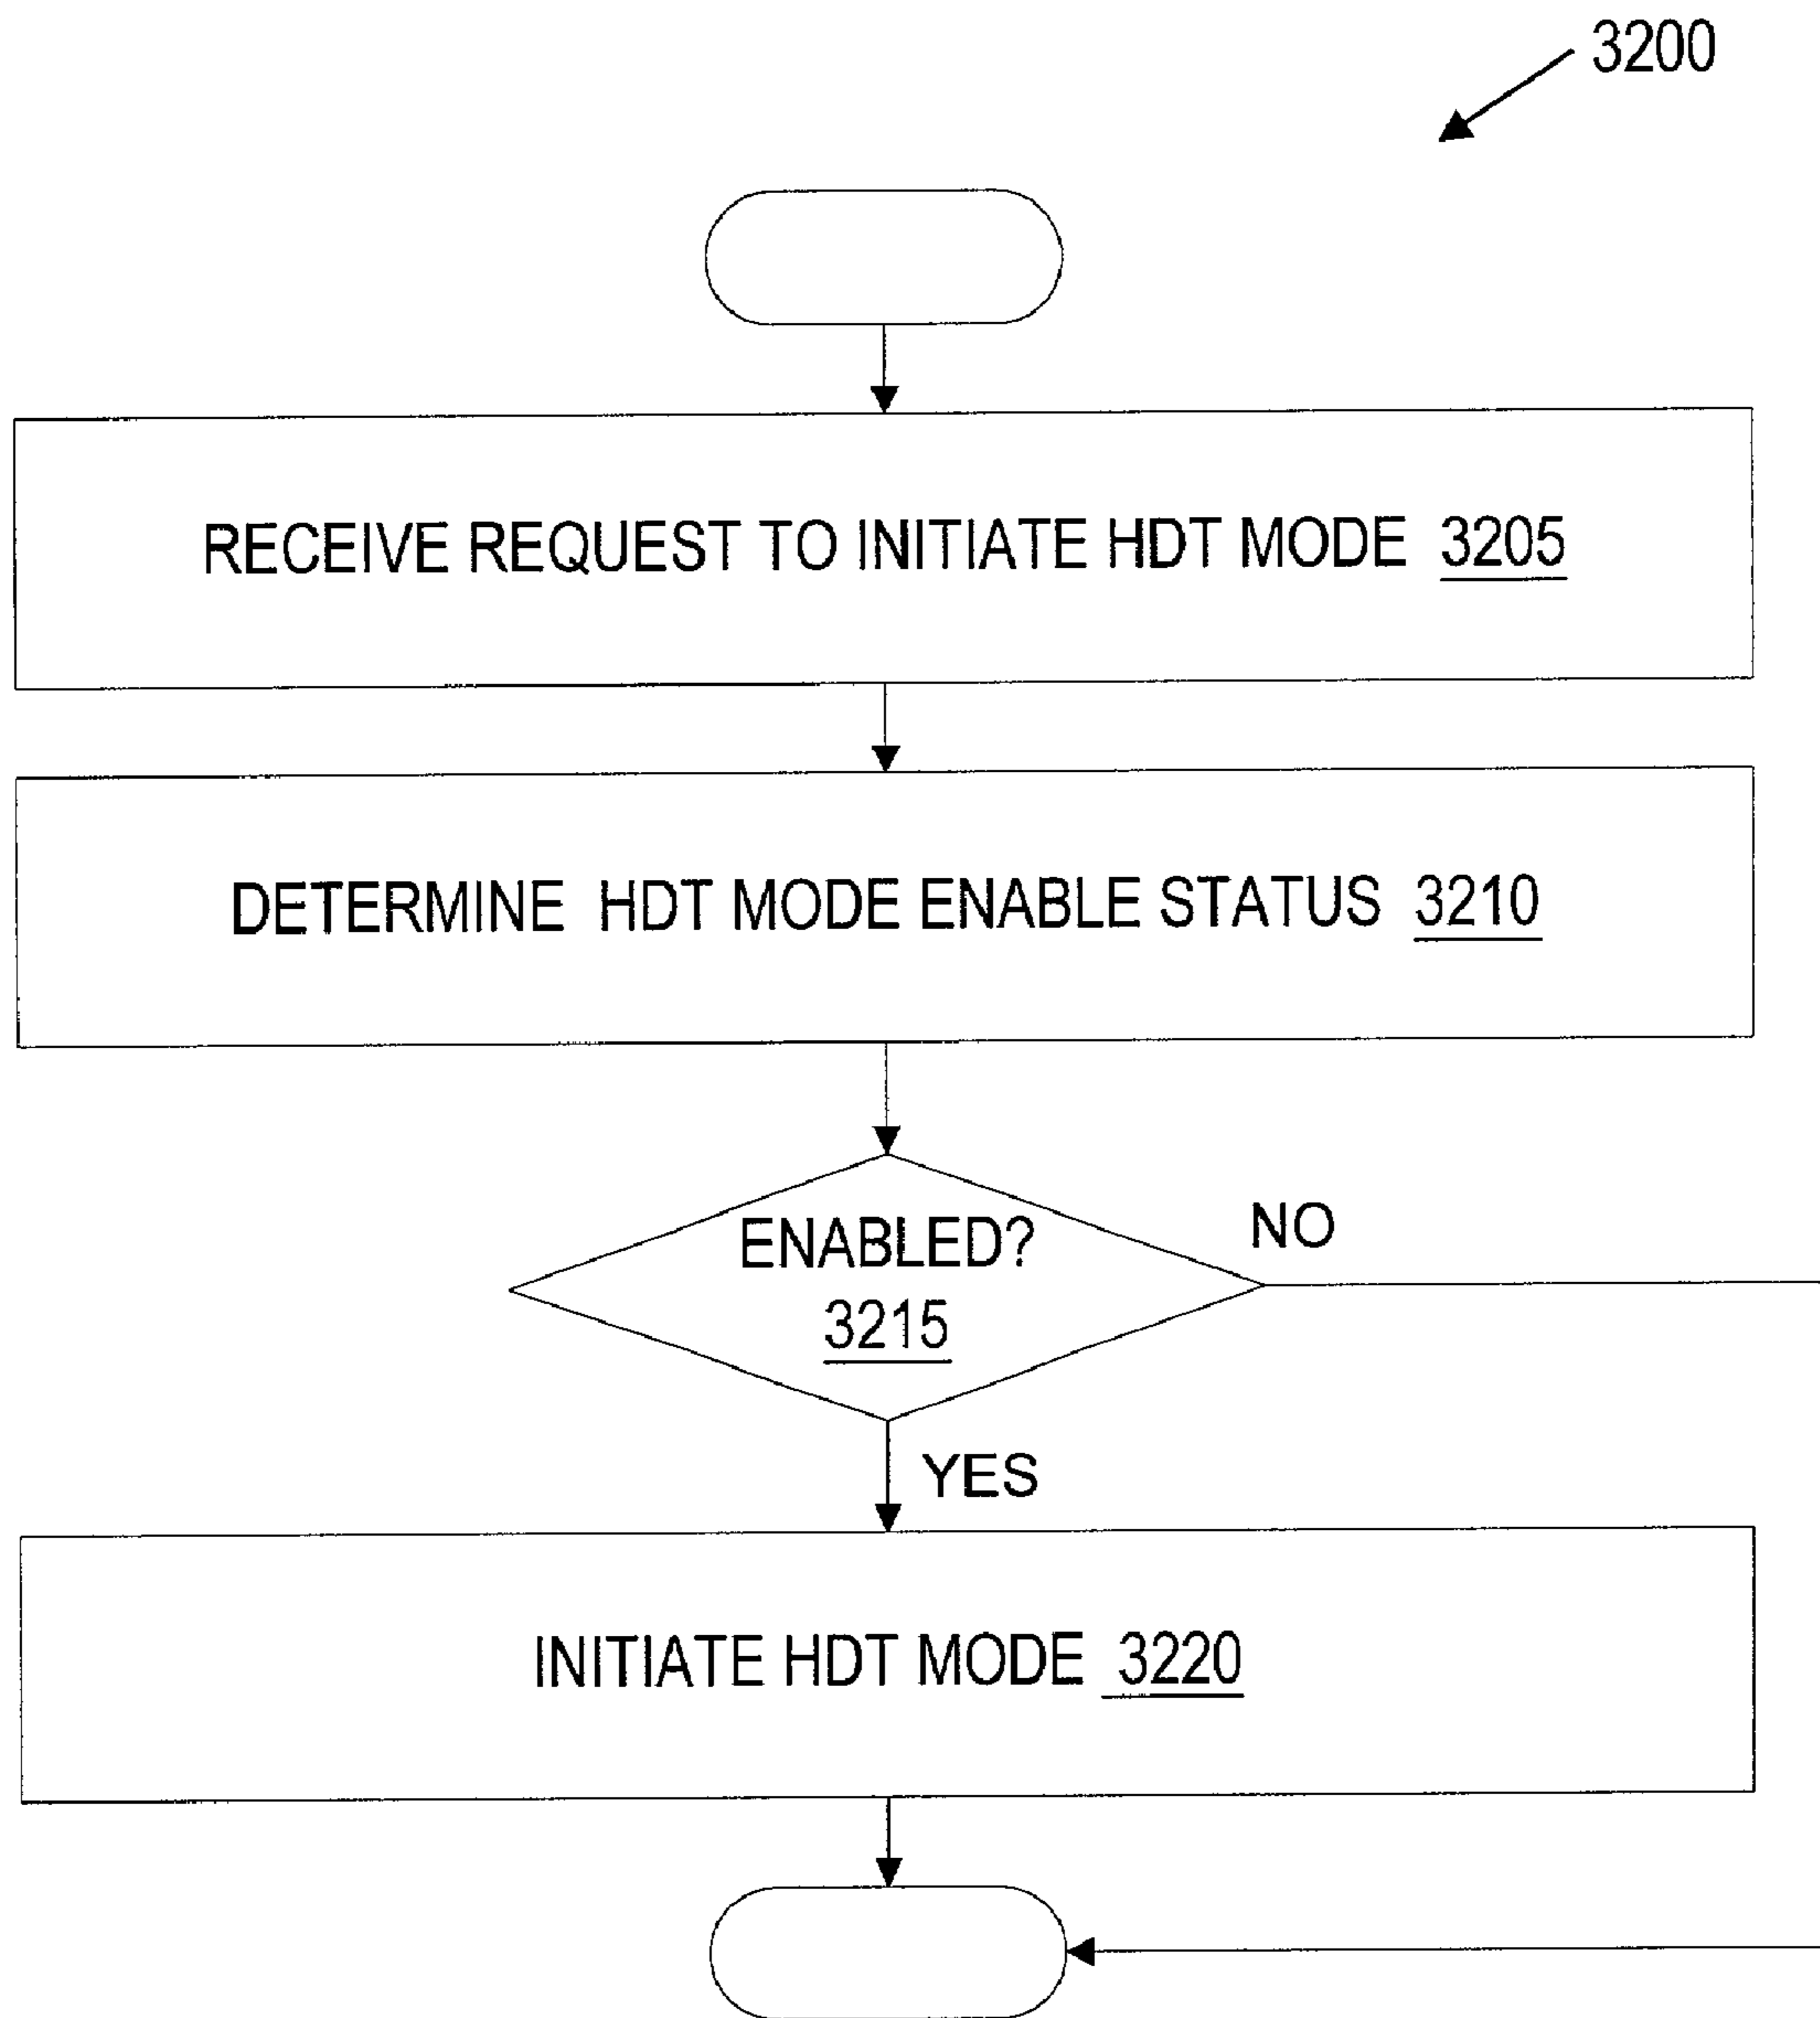 3200
RECEIVE REQUEST TO INITIATE HDT MODE 3205
DETERMINE HDT MODE ENABLE STATUS 3210
ENABLED?
3215
NO
YES
INITIATE HDT MODE 3220